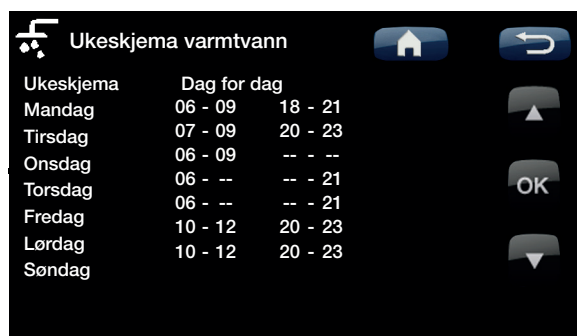 Ukeskjema varmtvann
Ukeskjema Dag for dag
Mandag 06 - 09 18 - 21
Tirsdag 07 - 09 20 - 23
Onsdag 06 - 09 -- - --
Torsdag 06 - -- -- - 21
Fredag 06 - -- -- - 21
Lørdag 10 - 12 20 - 23
Søndag 10 - 12 20 - 23
OK